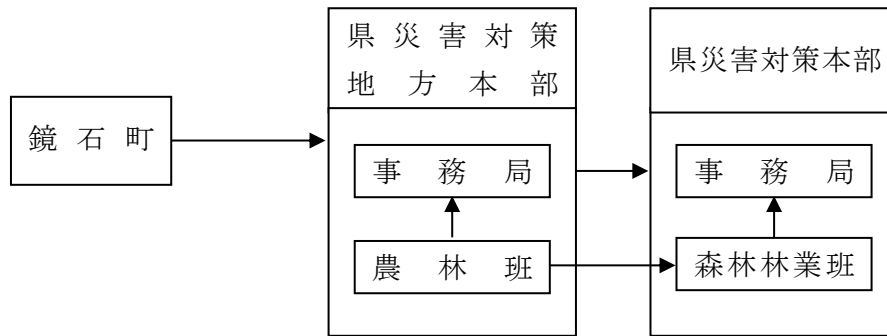 鏡石町
県災害対策
地方本部
事務局
農林班
県災害対策本部
事務局
森林林業班